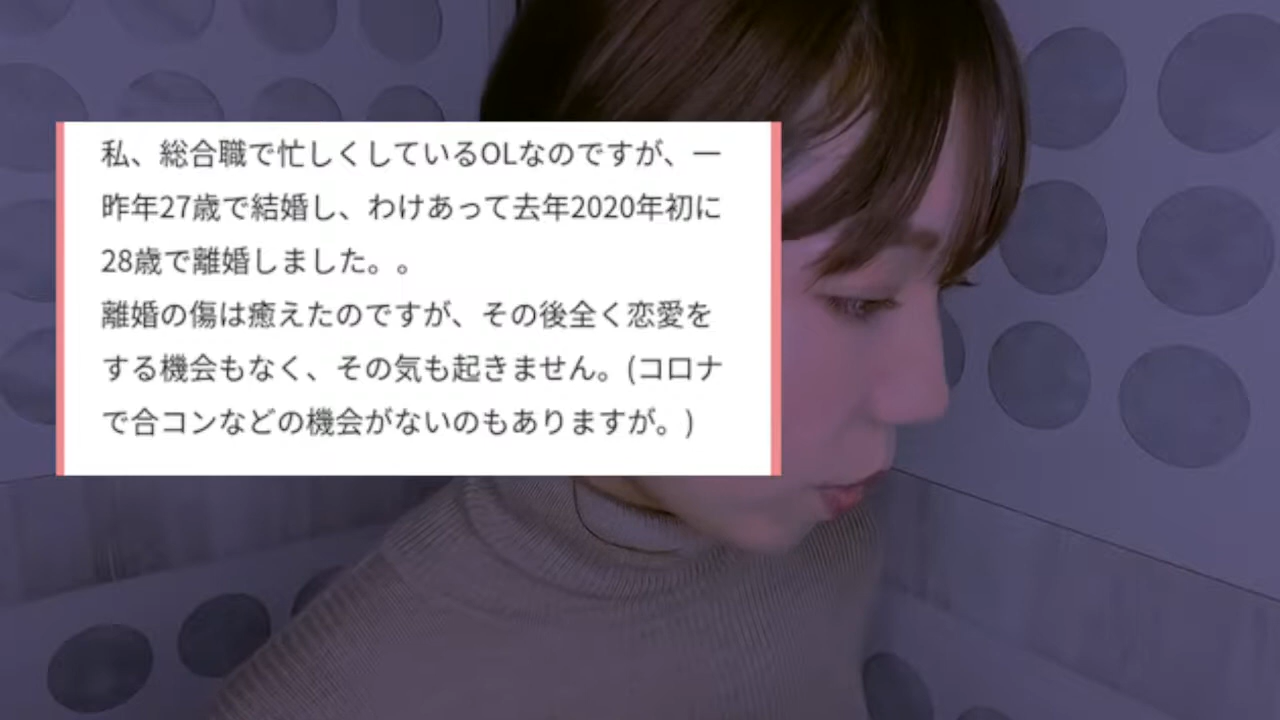 私、総合職で忙しくしているOLなのですが、一
昨年27歳で結婚し、わけあって去年2020年初に
28歳で離婚しました。。
離婚の傷は癒えたのですが、その後全く恋愛を
する機会もなく、その気も起きません。(コロナ
で合コンなどの機会がないのもありますが。)